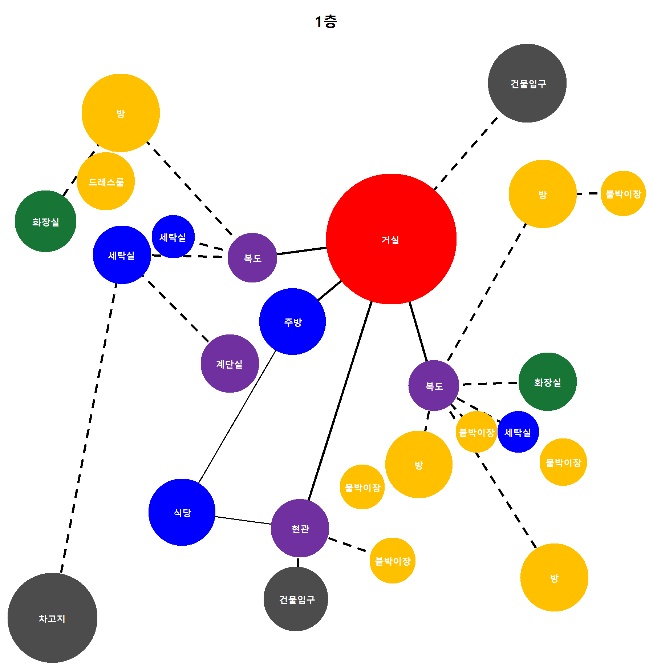 1층
건물입구
방
드레스룸
화장실
세탁실
세탁실
복도
거실
방
붙박이장
주방
계단실
복도
화장실
붙박이장
세탁실
방
붙박이장
붙박이장
식당
현관
붙박이장
방
건물입구
차고지